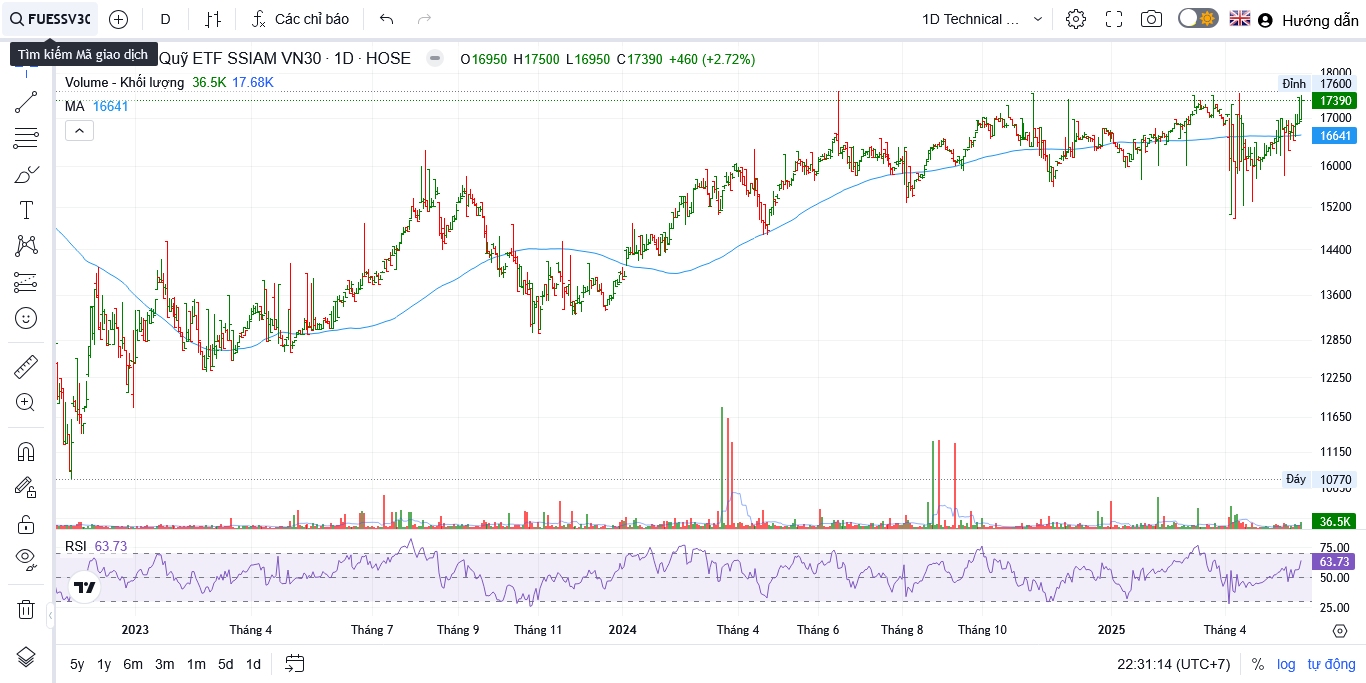 FUESSV30
D
Các chỉ báo
1D Technical ...
Hướng dẫn
Tìm kiếm Mã giao dịch
Quỹ ETF SSIAM VN30 · 1D · HOSE
O16950 H17500 L16950 C17390 +460 (+2.72%)
Volume - Khối lượng 36.5K 17.68K
MA 16641
18000
Đỉnh 17600
17390
17000
16641
16000
15200
14400
13600
12850
12250
11650
11150
Đáy 10770
36.5K
RSI 63.73
75.00
63.73
50.00
25.00
2023 Tháng 4 Tháng 7 Tháng 9 Tháng 11 2024 Tháng 4 Tháng 6 Tháng 8 Tháng 10 2025 Tháng 4
5y 1y 6m 3m 1m 5d 1d
22:31:14 (UTC+7) % log tự động